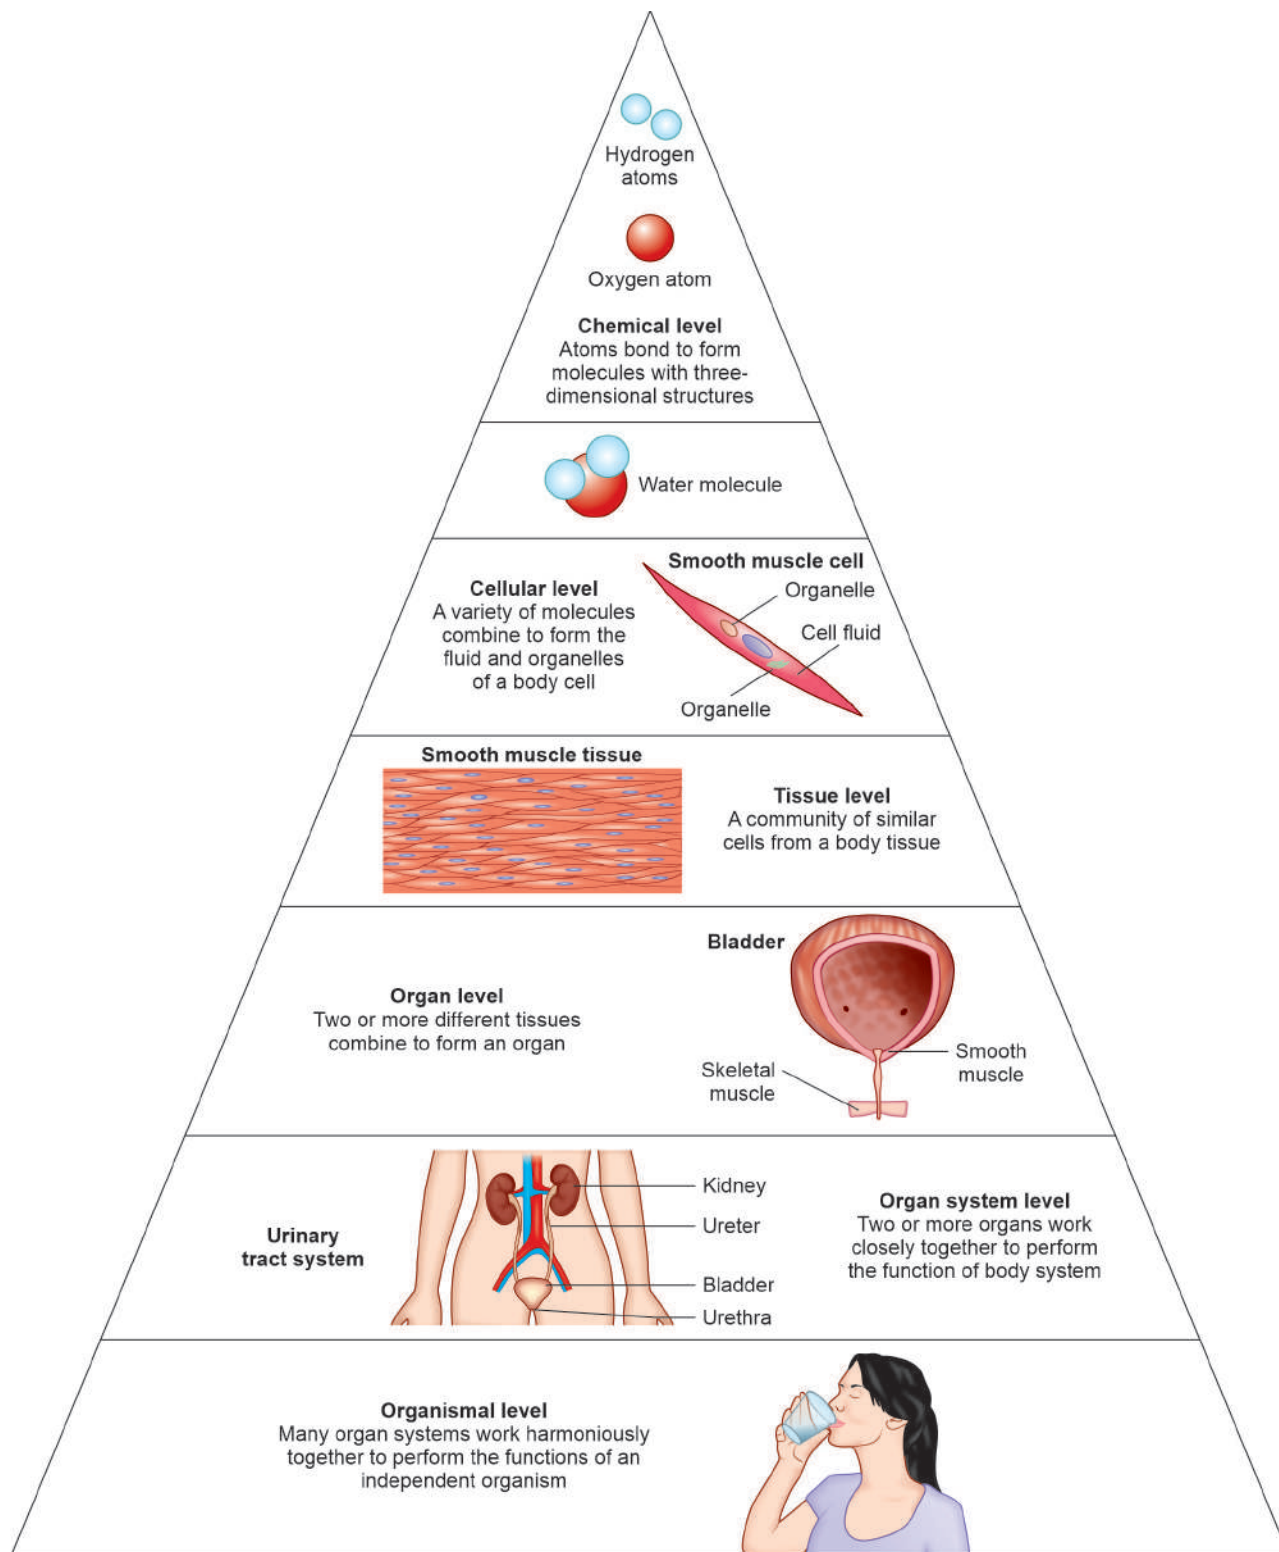 Hydrogen
atoms
Oxygen atom
Chemical level
Atoms bond to form
molecules with three-
dimensional structures
Water molecule
Cellular level
A variety of molecules
combine to form the
fluid and organelles
of a body cell
Smooth muscle cell
Organelle
Cell fluid
Organelle
Smooth muscle tissue
Tissue level
A community of similar
cells from a body tissue
Organ level
Two or more different tissues
combine to form an organ
Bladder
Smooth
muscle
Skeletal
muscle
Urinary
tract system
Kidney
Ureter
Bladder
Urethra
Organ system level
Two or more organs work
closely together to perform
the function of body system
Organismal level
Many organ systems work harmoniously
together to perform the functions of an
independent organism